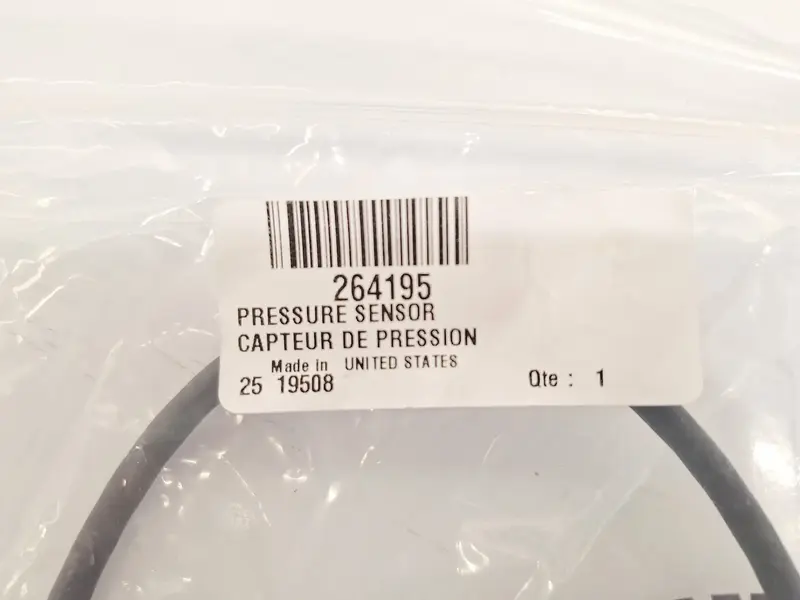 264195
PRESSURE SENSOR
CAPTEUR DE PRESSION
Made in UNITED STATES
25 19508 Qte : 1